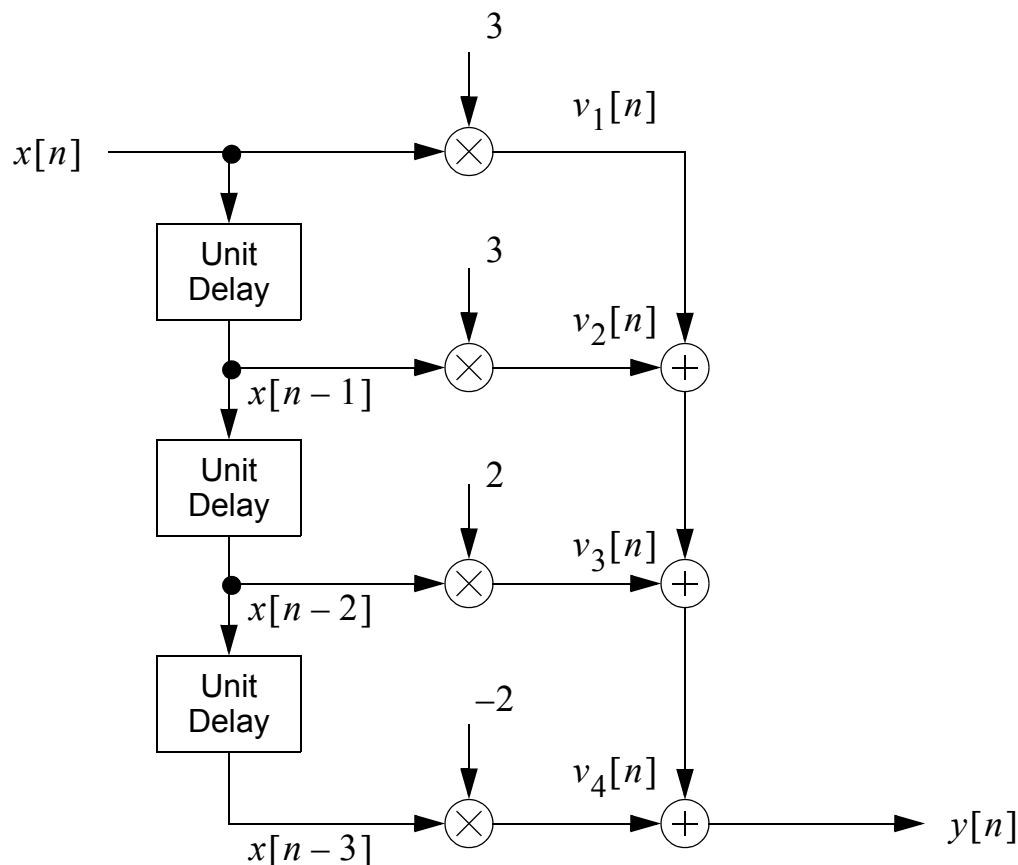 3
v₁[n]
x[n]
Unit
Delay
3
v₂[n]
x[n – 1]
Unit
Delay
2
v₃[n]
x[n – 2]
Unit
Delay
–2
v₄[n]
x[n – 3]
y[n]